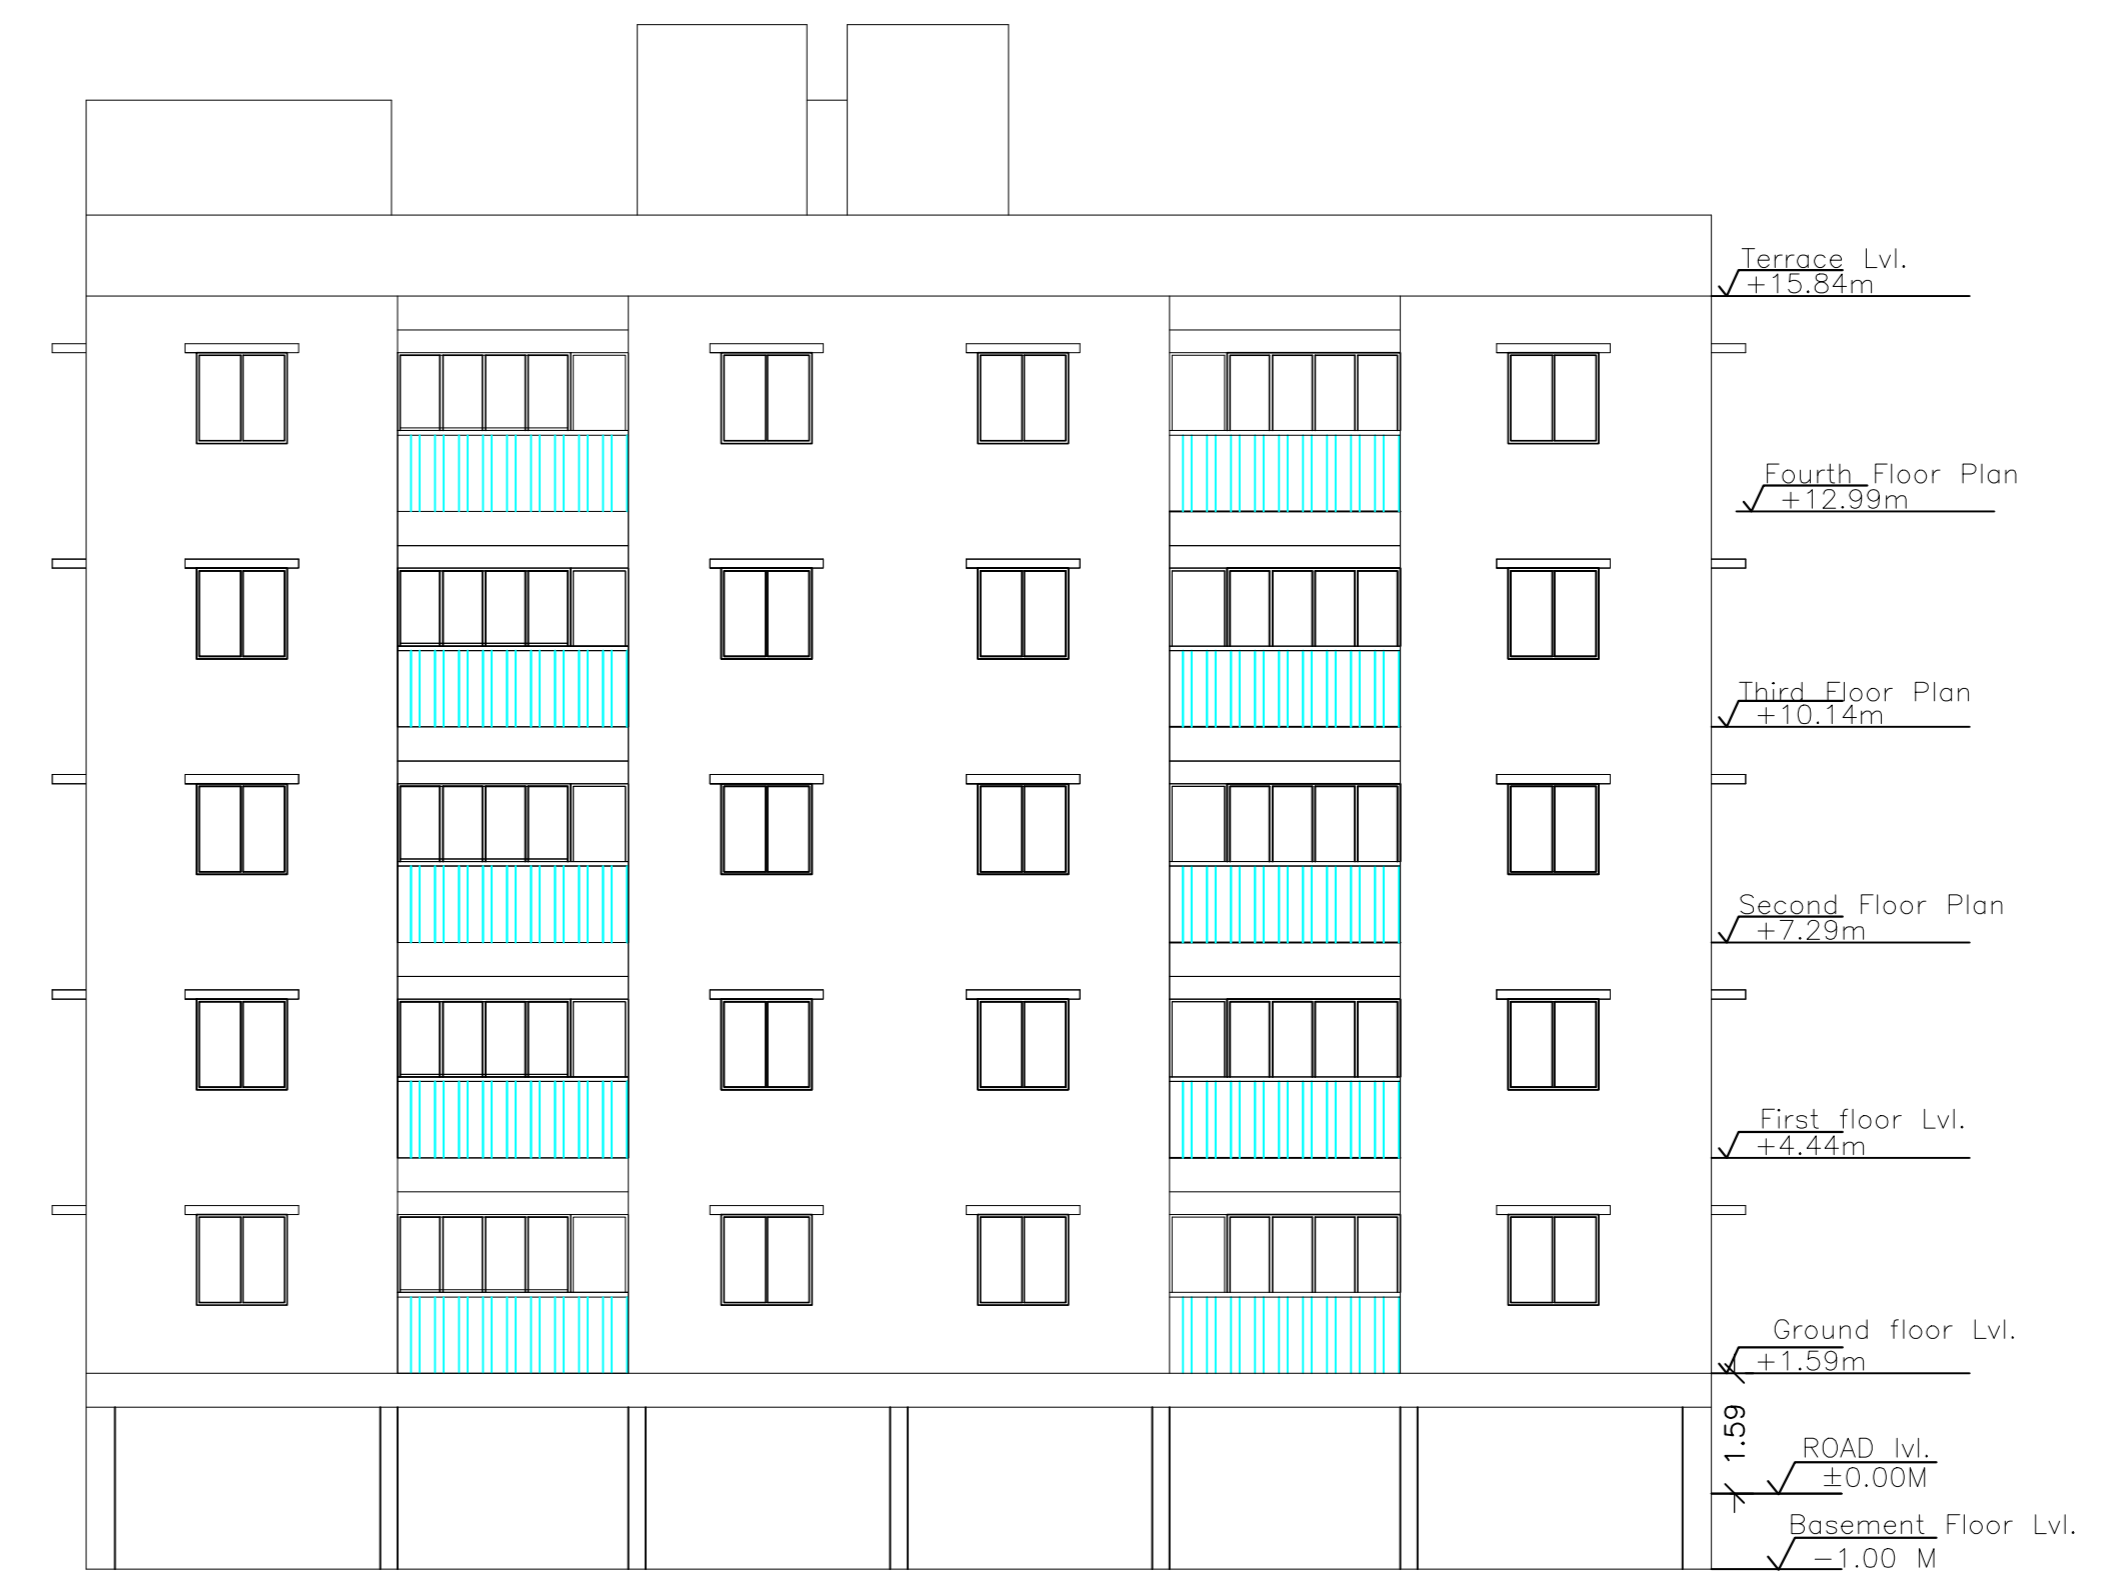 Terrace Lvl.
+15.84m
Fourth Floor Plan
+12.99m
Third Floor Plan
+10.14m
Second Floor Plan
+7.29m
First floor Lvl.
+4.44m
Ground floor Lvl.
+1.59m
1.59
ROAD lvl.
±0.00M
Basement Floor Lvl.
-1.00 M